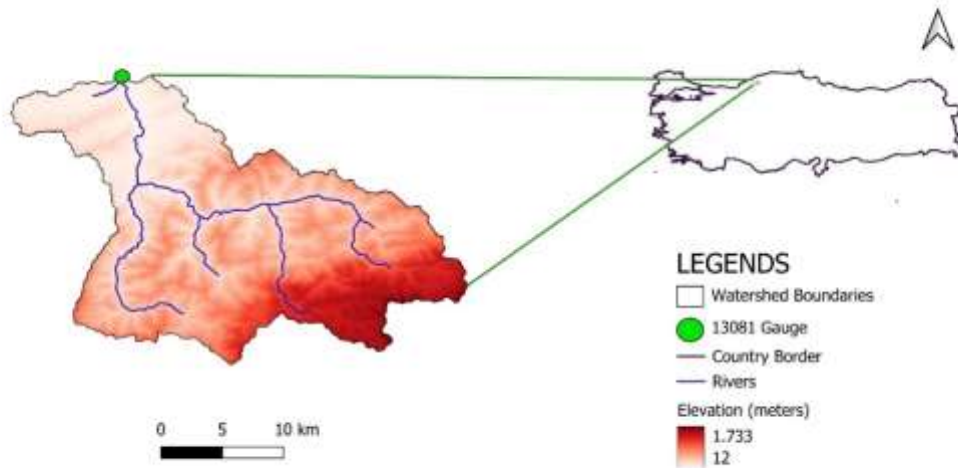 LEGENDS
Watershed Boundaries
13081 Gauge
Country Border
Rivers
Elevation (meters)
1.733
12
0 5 10 km